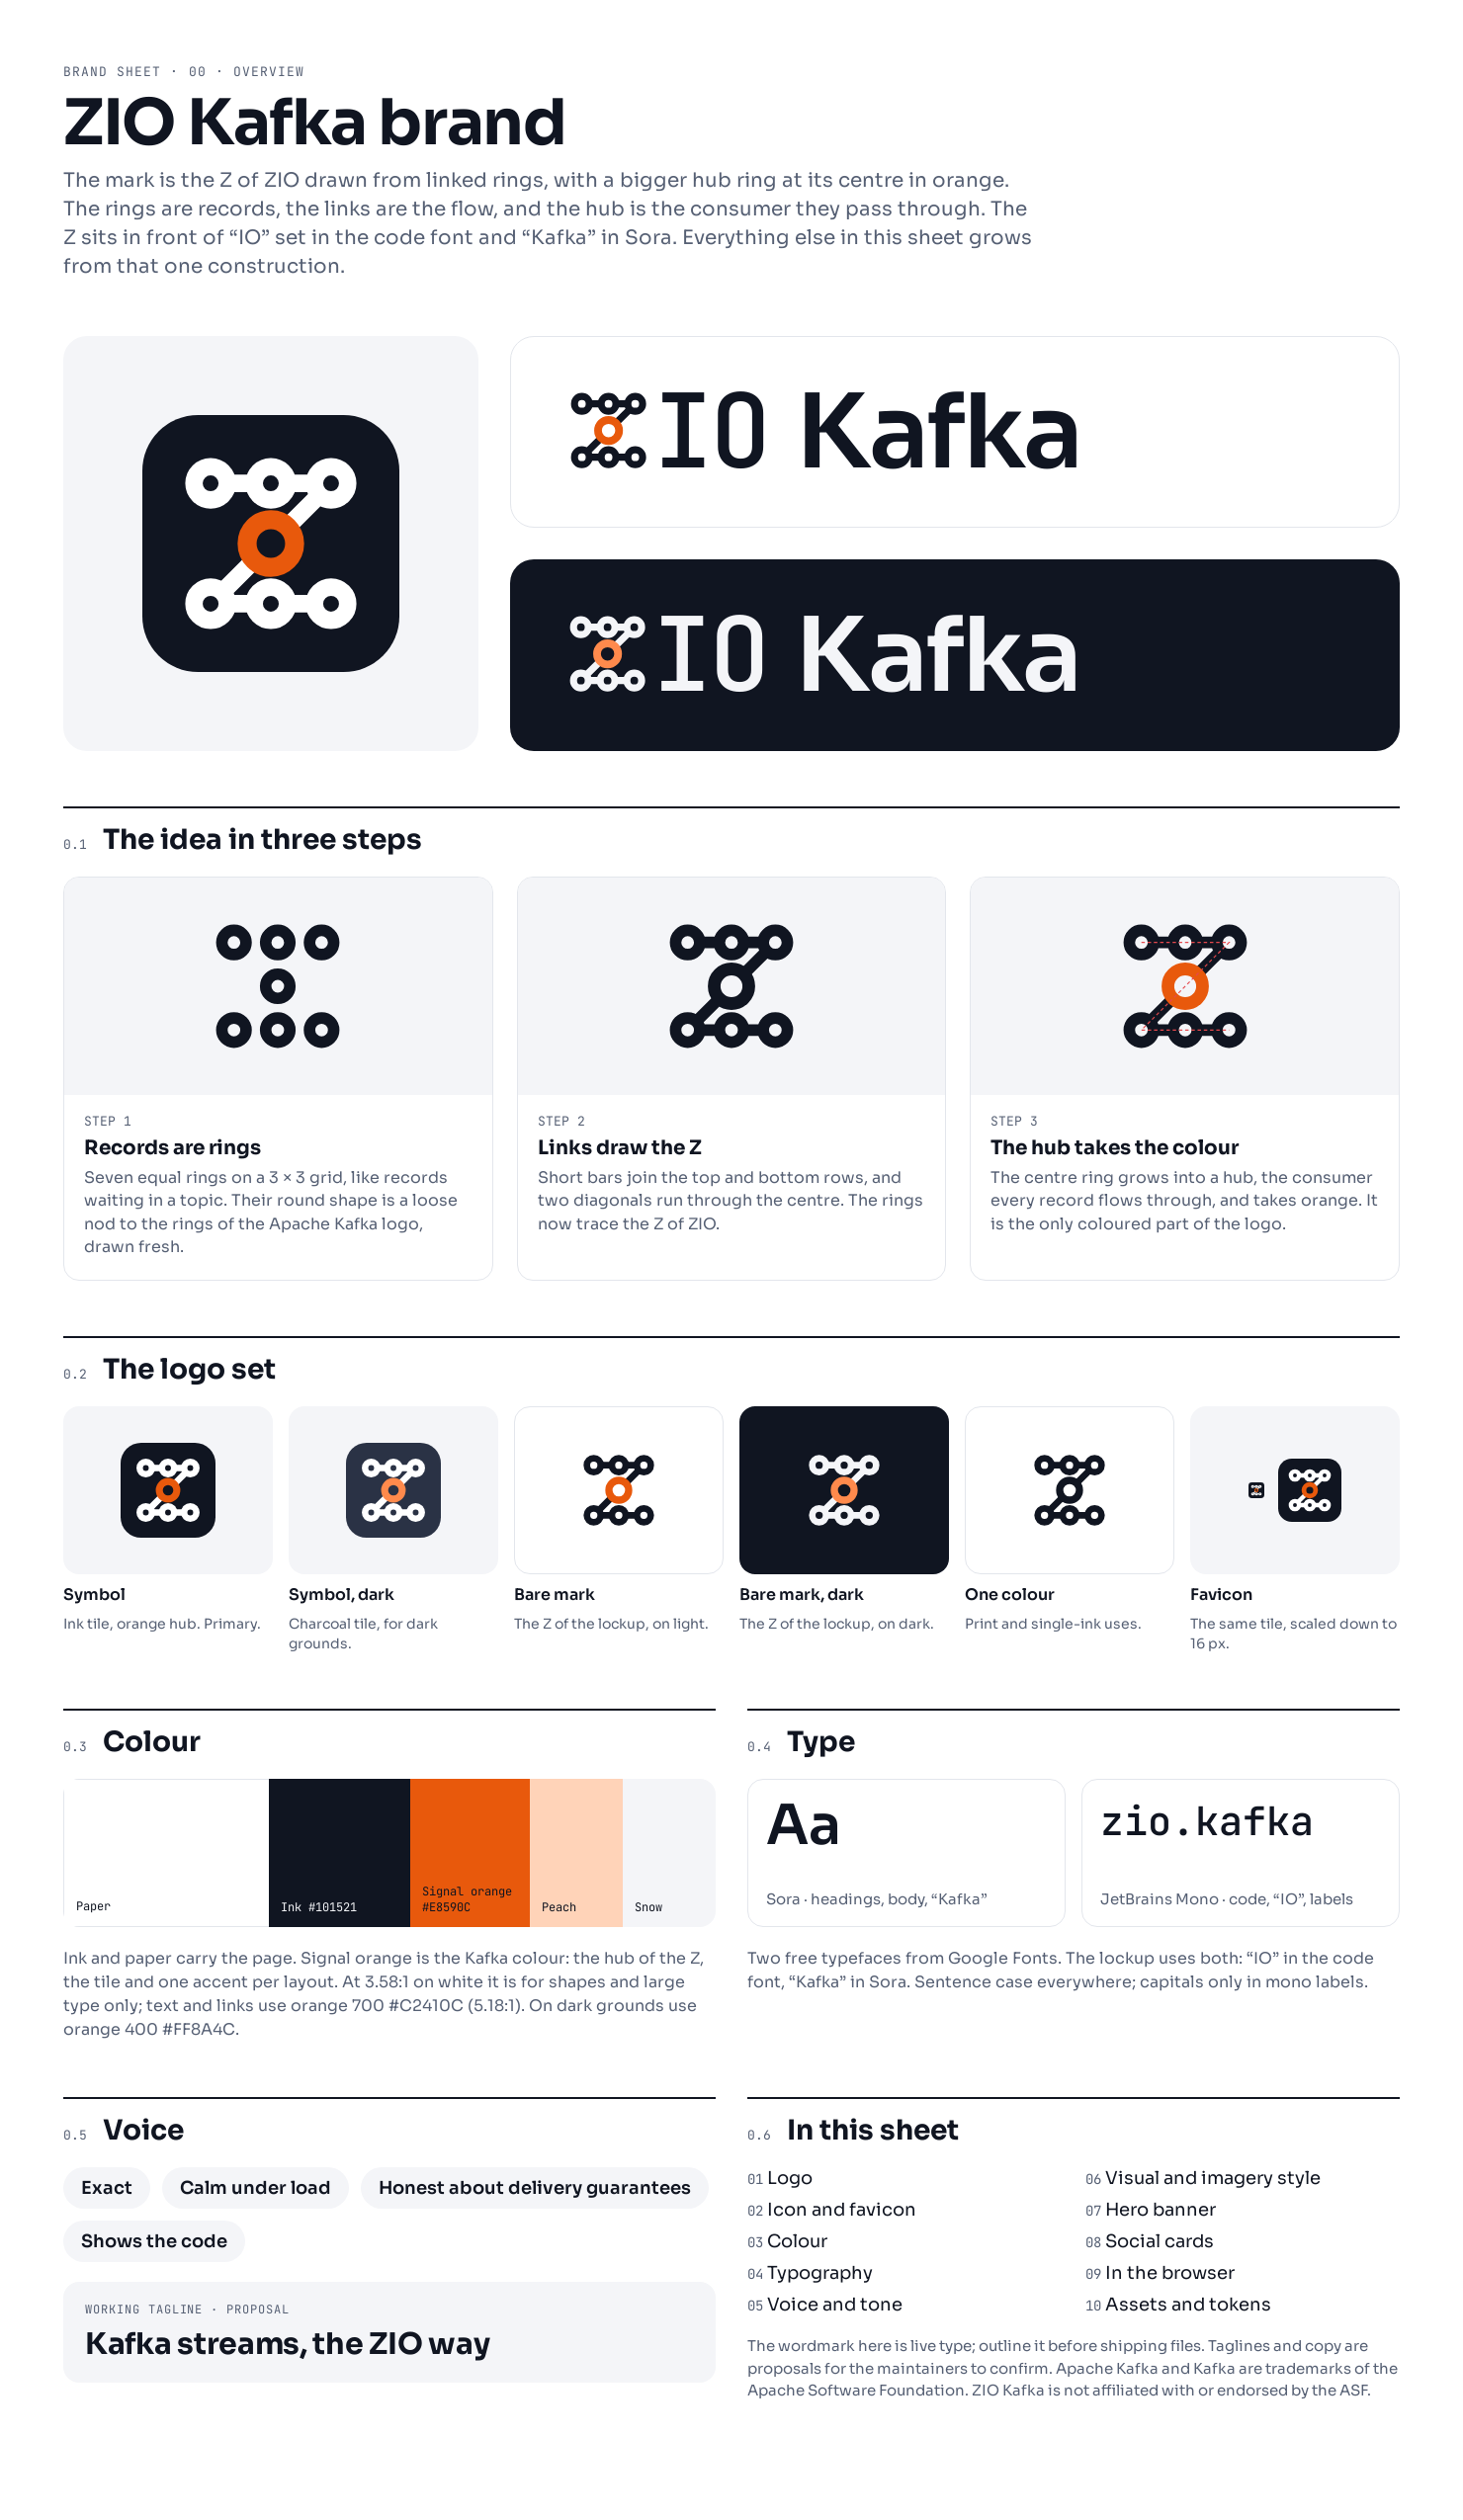 BRAND SHEET · 00 · OVERVIEW
ZIO Kafka brand
The mark is the Z of ZIO drawn from linked rings, with a bigger hub ring at its centre in orange.
The rings are records, the links are the flow, and the hub is the consumer they pass through. The
Z sits in front of “IO” set in the code font and “Kafka” in Sora. Everything else in this sheet grows
from that one construction.
ZIO Kafka
ZIO Kafka
0.1 The idea in three steps
STEP 1
Records are rings
Seven equal rings on a 3 × 3 grid, like records
waiting in a topic. Their round shape is a loose
nod to the rings of the Apache Kafka logo,
drawn fresh.
STEP 2
Links draw the Z
Short bars join the top and bottom rows, and
two diagonals run through the centre. The rings
now trace the Z of ZIO.
STEP 3
The hub takes the colour
The centre ring grows into a hub, the consumer
every record flows through, and takes orange. It
is the only coloured part of the logo.
0.2 The logo set
Symbol
Ink tile, orange hub. Primary.
Symbol, dark
Charcoal tile, for dark
grounds.
Bare mark
The Z of the lockup, on light.
Bare mark, dark
The Z of the lockup, on dark.
One colour
Print and single-ink uses.
Favicon
The same tile, scaled down to
16 px.
0.3 Colour
Paper
Ink #101521
Signal orange
#E8590C
Peach
Snow
Ink and paper carry the page. Signal orange is the Kafka colour: the hub of the Z,
the tile and one accent per layout. At 3.58:1 on white it is for shapes and large
type only; text and links use orange 700 #C2410C (5.18:1). On dark grounds use
orange 400 #FF8A4C.
0.4 Type
Aa
Sora · headings, body, “Kafka”
zio.kafka
JetBrains Mono · code, “IO”, labels
Two free typefaces from Google Fonts. The lockup uses both: “IO” in the code
font, “Kafka” in Sora. Sentence case everywhere; capitals only in mono labels.
0.5 Voice
Exact
Calm under load
Honest about delivery guarantees
Shows the code
WORKING TAGLINE · PROPOSAL
Kafka streams, the ZIO way
0.6 In this sheet
01 Logo
02 Icon and favicon
03 Colour
04 Typography
05 Voice and tone
06 Visual and imagery style
07 Hero banner
08 Social cards
09 In the browser
10 Assets and tokens
The wordmark here is live type; outline it before shipping files. Taglines and copy are
proposals for the maintainers to confirm. Apache Kafka and Kafka are trademarks of the
Apache Software Foundation. ZIO Kafka is not affiliated with or endorsed by the ASF.